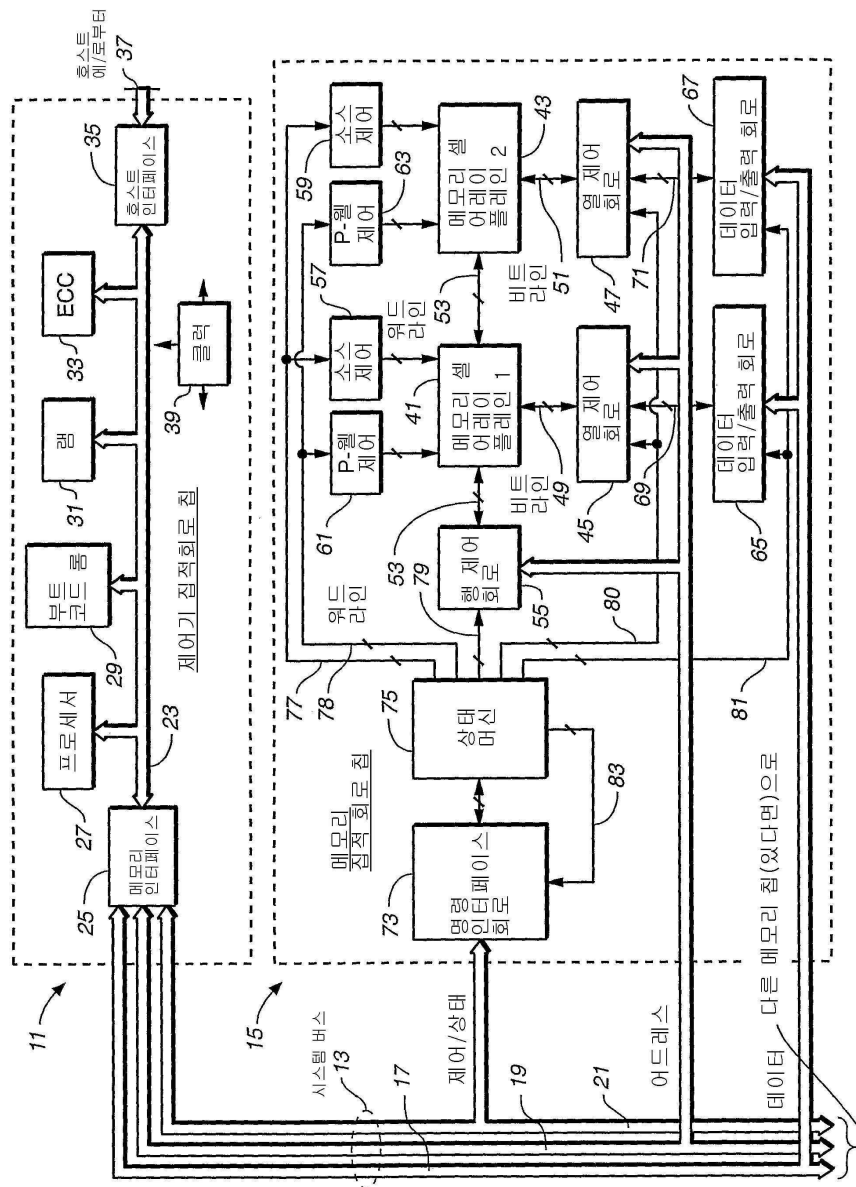 호스트
에/로부터
37
35
호스트
인터페이스
ECC
33
클럭
39
램
31
부트
코드 롬
29
제어기 집적회로 칩
프로세서
27
23
메모리
인터페이스
25
11
시스템 버스
13
17
19
21
제어/상태
어드레스
데이터
다른 메모리 칩(있다면)으로
15
메모리
집적 회로 칩
73
명령
인터페이스
회로
83
75
상태
머신
77
78
79
80
81
워드
라인
53
행 제어
회로
55
61
P-웰
제어
57
소스
제어
워드
라인
41
메모리 셀
어레이
플레인 1
53
비트
라인
49
45
열 제어
회로
69
65
데이터
입력/출력 회로
P-웰
제어
63
59
소스
제어
메모리 셀
어레이
플레인 2
43
비트
라인
51
47
열 제어
회로
71
67
데이터
입력/출력 회로